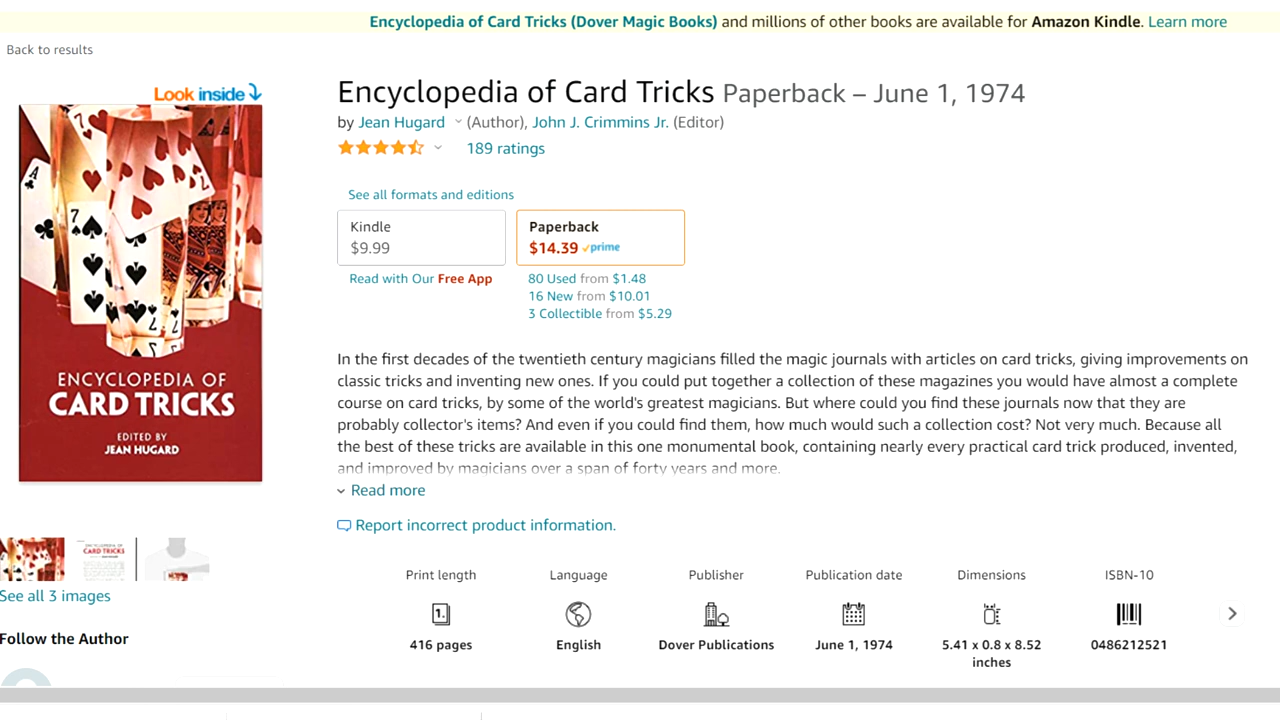 Encyclopedia of Card Tricks (Dover Magic Books) and millions of other books are available for Amazon Kindle. Learn more
Back to results
Look inside
Encyclopedia of Card Tricks Paperback – June 1, 1974
by Jean Hugard (Author), John J. Crimmins Jr. (Editor)
189 ratings
See all formats and editions
Kindle
$9.99
Read with Our Free App
Paperback
$14.39 prime
80 Used from $1.48
16 New from $10.01
3 Collectible from $5.29
ENCYCLOPEDIA OF
CARD TRICKS
EDITED BY
JEAN HUGARD
In the first decades of the twentieth century magicians filled the magic journals with articles on card tricks, giving improvements on
classic tricks and inventing new ones. If you could put together a collection of these magazines you would have almost a complete
course on card tricks, by some of the world's greatest magicians. But where could you find these journals now that they are
probably collector's items? And even if you could find them, how much would such a collection cost? Not very much. Because all
the best of these tricks are available in this one monumental book, containing nearly every practical card trick produced, invented,
and improved by magicians over a span of forty years and more.
Read more
Report incorrect product information.
CARD TRICKS
See all 3 images
Follow the Author
Print length
416 pages
Language
English
Publisher
Dover Publications
Publication date
June 1, 1974
Dimensions
5.41 x 0.8 x 8.52
inches
ISBN-10
0486212521